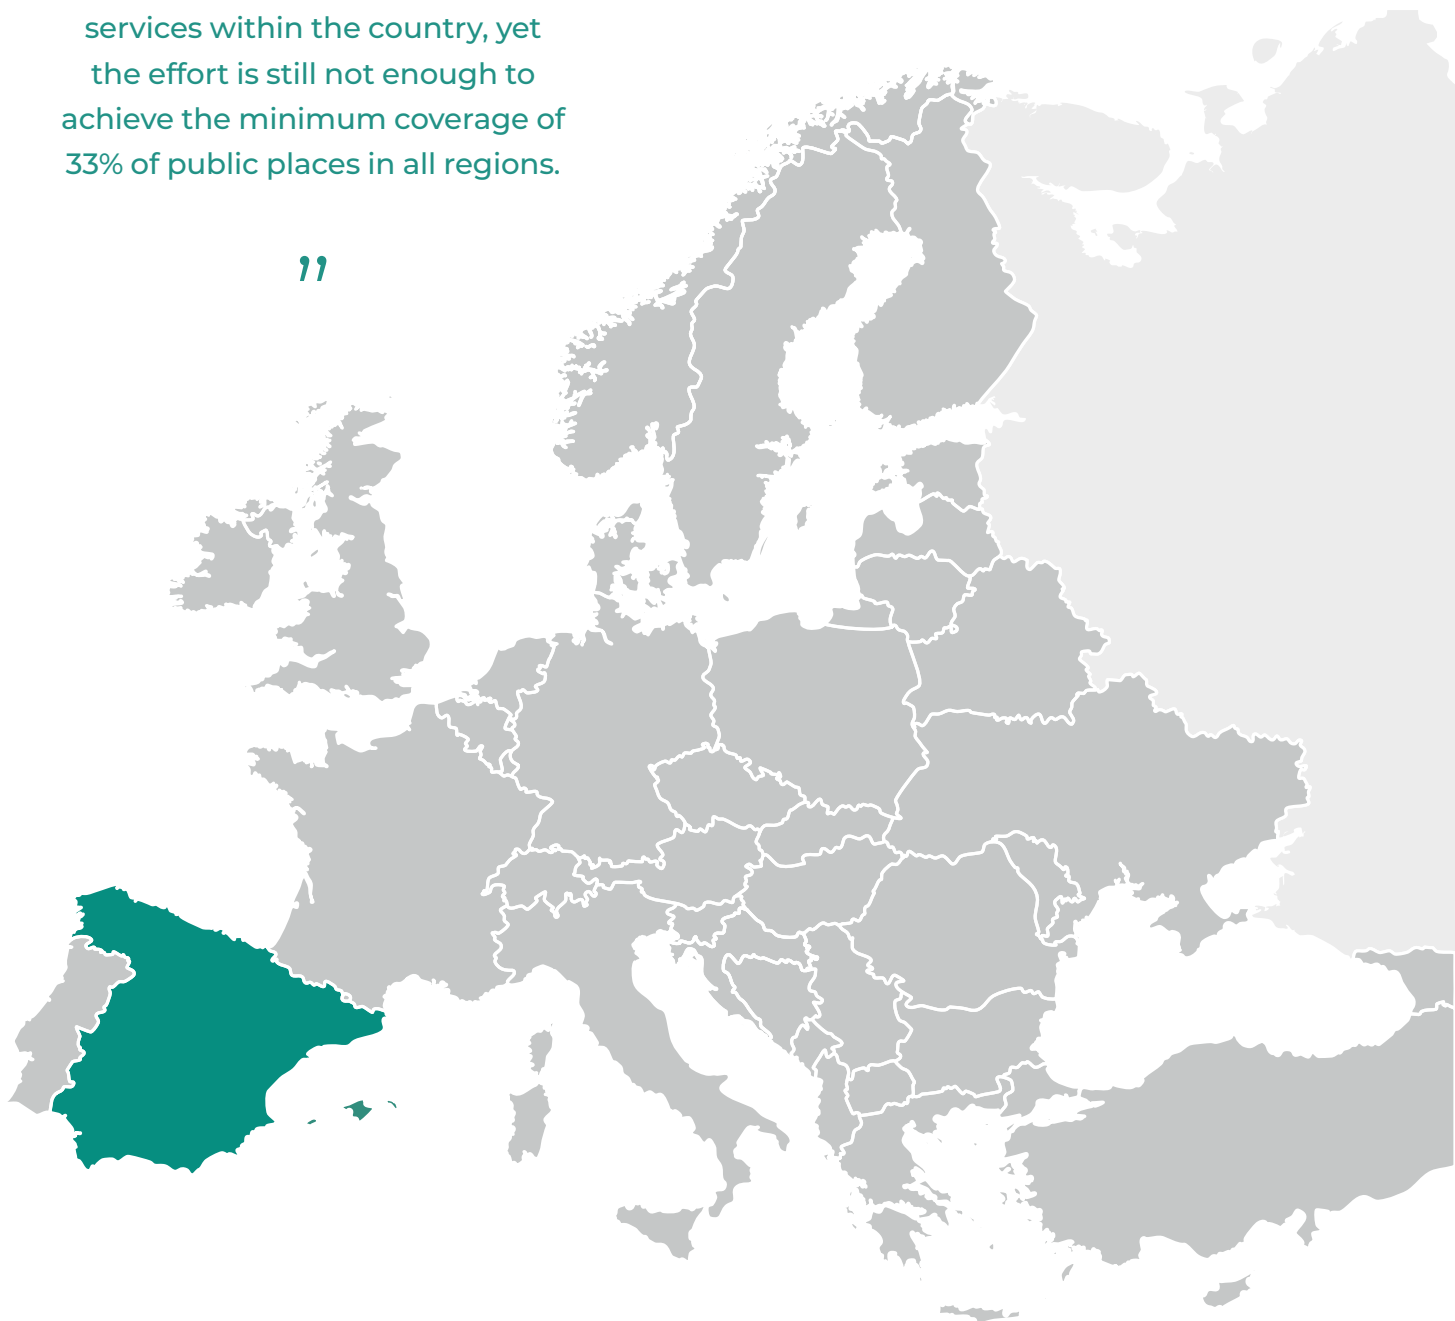 services within the country, yet
the effort is still not enough to
achieve the minimum coverage of
33% of public places in all regions.
”